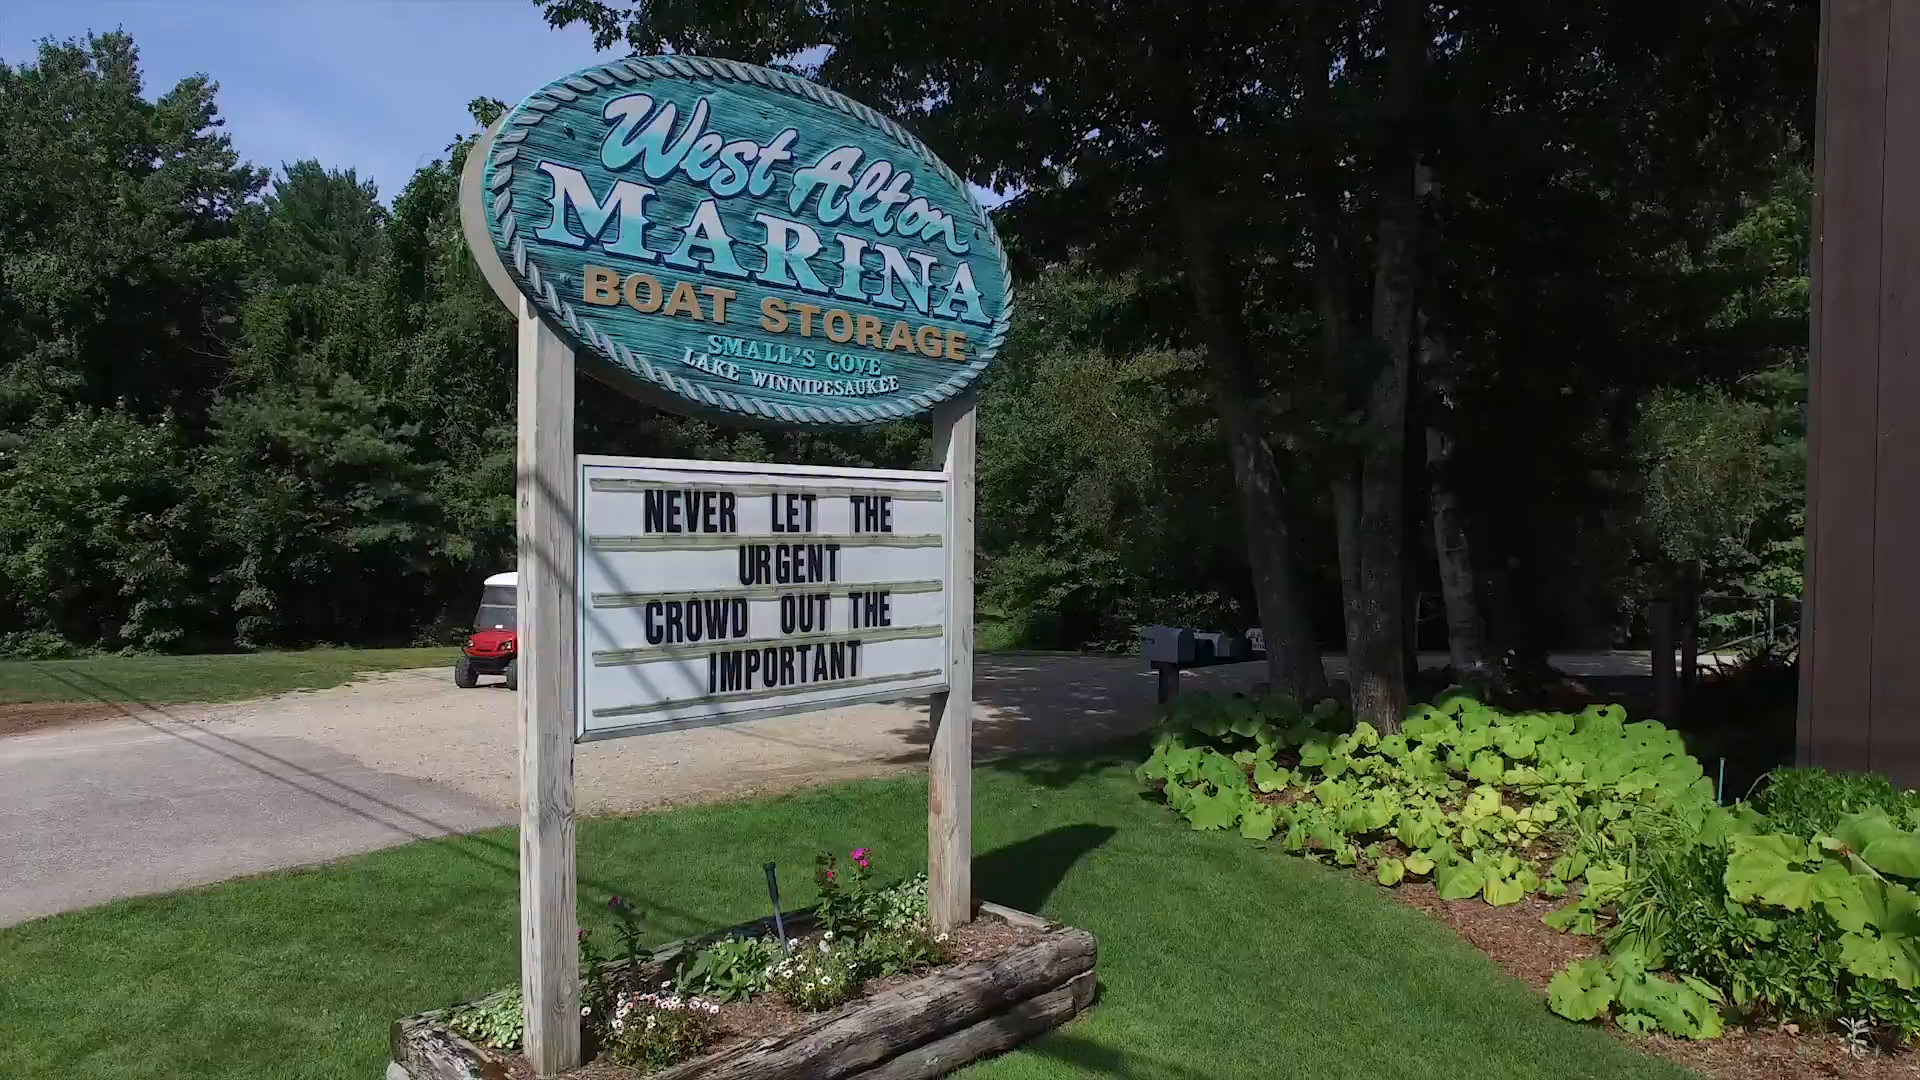 West Alton
MARINA
BOAT STORAGE
SMALL'S COVE
LAKE WINNIPESAUKEE
NEVER LET THE
URGENT
CROWD OUT THE
IMPORTANT